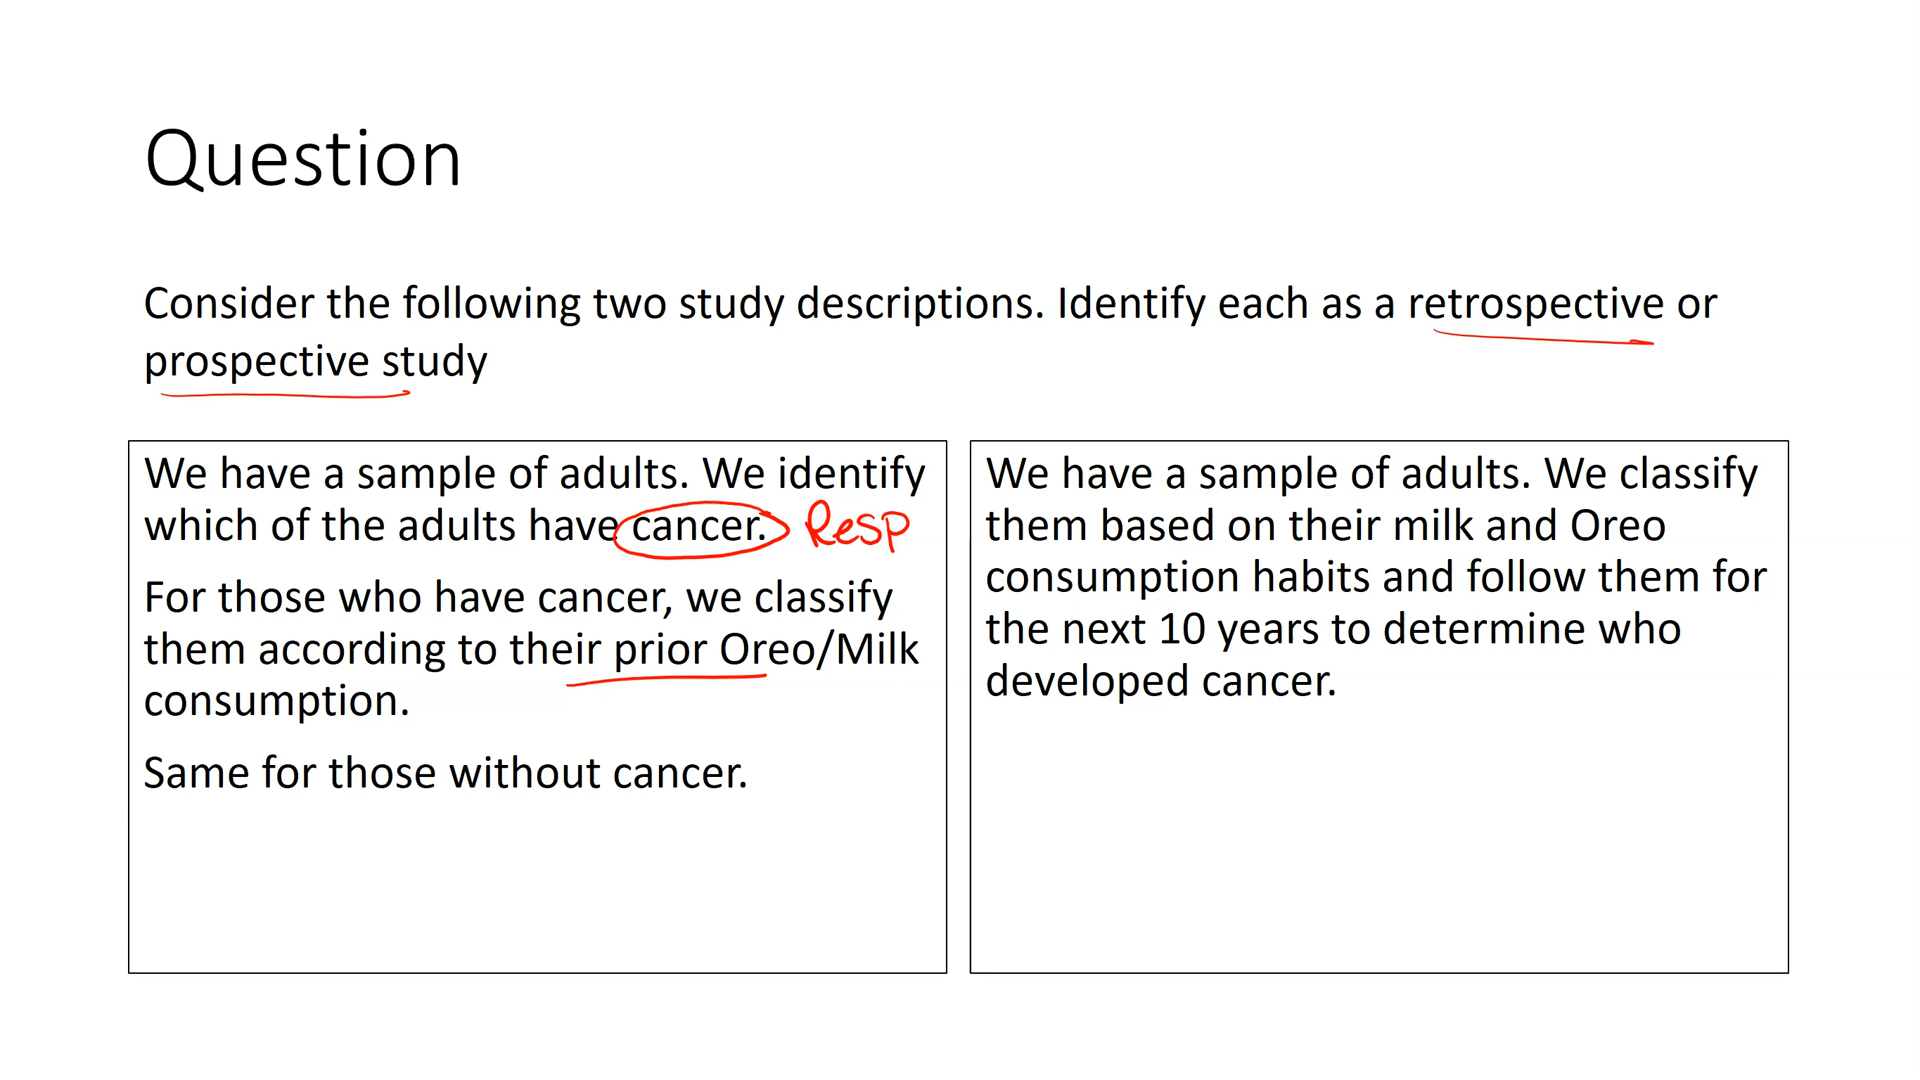 Question
Consider the following two study descriptions. Identify each as a retrospective or
prospective study
We have a sample of adults. We identify
which of the adults have cancer. Resp
For those who have cancer, we classify
them according to their prior Oreo/Milk
consumption.
Same for those without cancer.
We have a sample of adults. We classify
them based on their milk and Oreo
consumption habits and follow them for
the next 10 years to determine who
developed cancer.